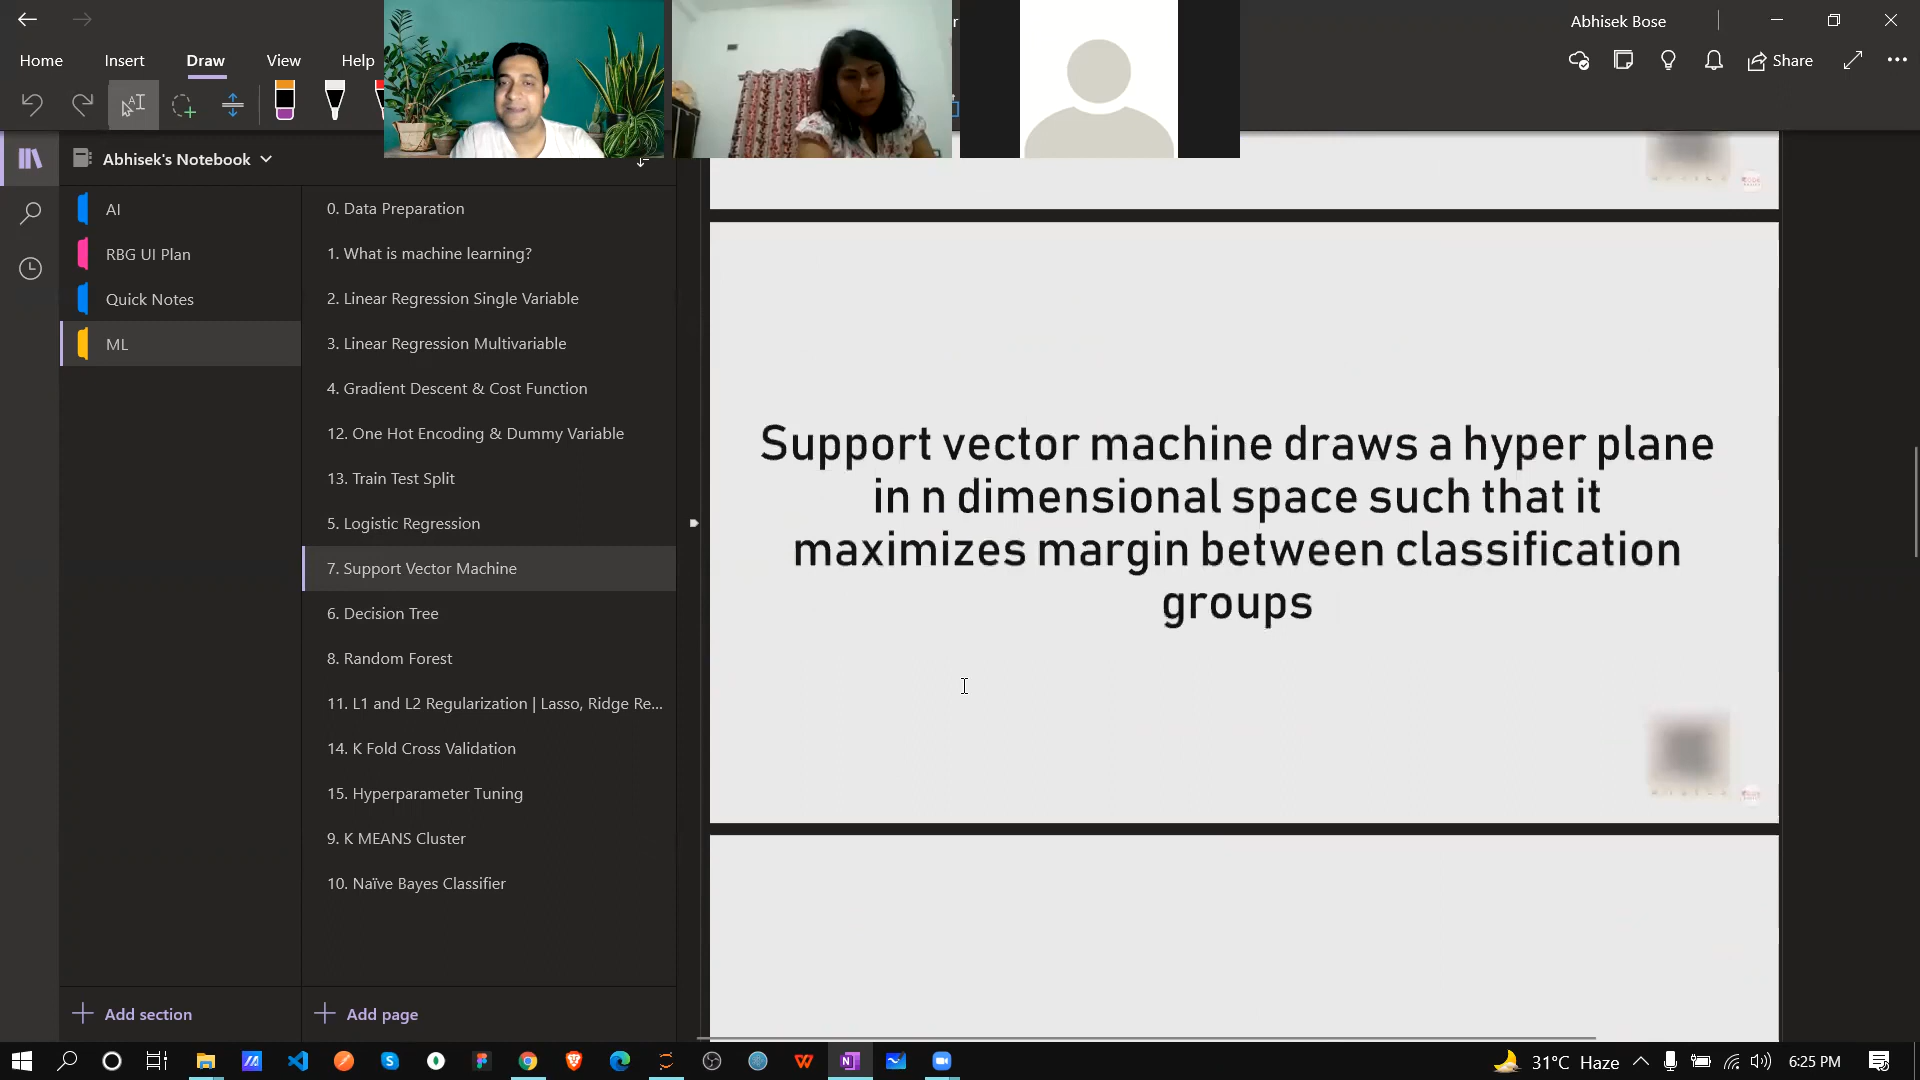 Abhisek Bose
Home
Insert
Draw
View
Help
Share
Abhisek's Notebook
AI
RBG UI Plan
Quick Notes
ML
0. Data Preparation
1. What is machine learning?
2. Linear Regression Single Variable
3. Linear Regression Multivariable
4. Gradient Descent & Cost Function
12. One Hot Encoding & Dummy Variable
13. Train Test Split
5. Logistic Regression
7. Support Vector Machine
6. Decision Tree
8. Random Forest
11. L1 and L2 Regularization | Lasso, Ridge Re...
14. K Fold Cross Validation
15. Hyperparameter Tuning
9. K MEANS Cluster
10. Naïve Bayes Classifier
Add section
Add page
Support vector machine draws a hyper plane
in n dimensional space such that it
maximizes margin between classification
groups
31°C Haze
6:25 PM